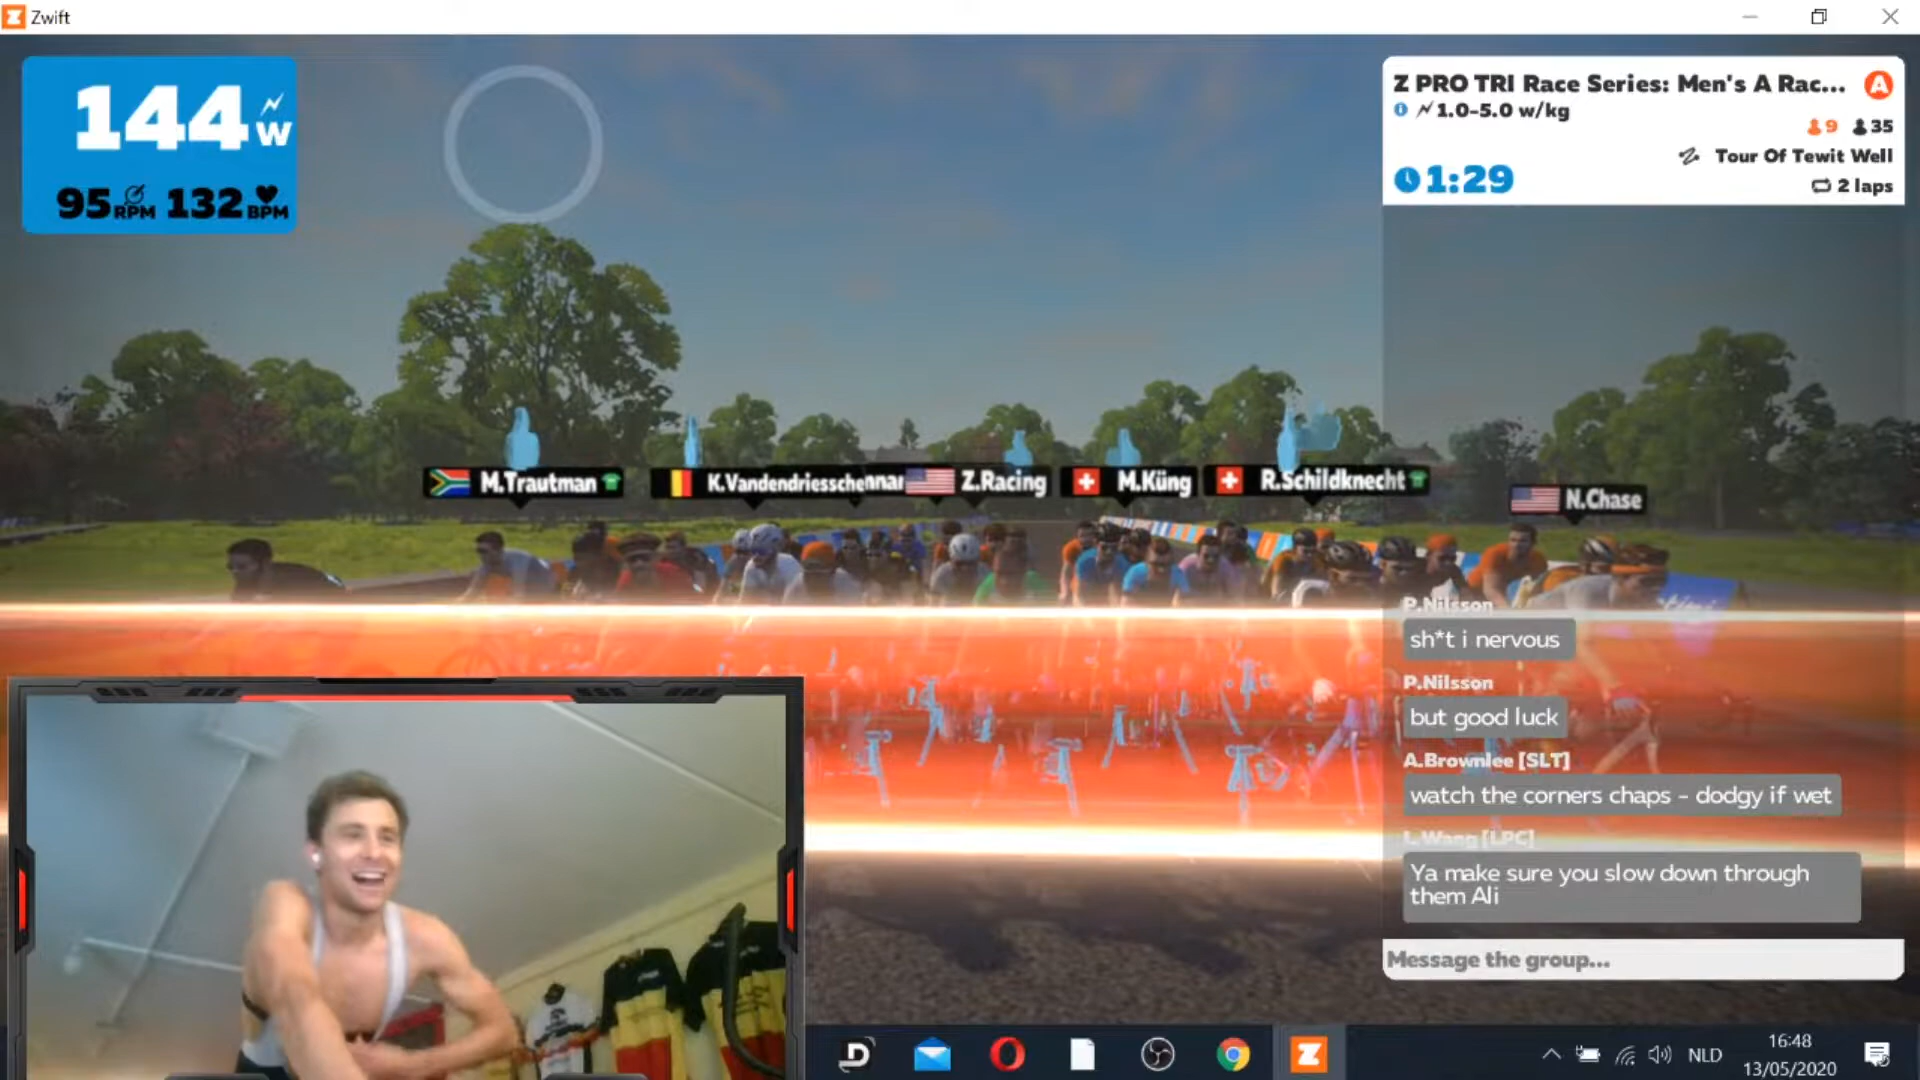 Zwift
144 W
95 RPM 132 BPM
Z PRO TRI Race Series: Men's A Rac...
A
1.0-5.0 w/kg
9 35
Tour Of Tewit Well
1:29
2 laps
M.Trautman
K.Vandendriessche
Z.Racing
M.Küng
R.Schildknecht
N.Chase
P.Nilsson
sh*t i nervous
P.Nilsson
but good luck
A.Brownlee [SLT]
watch the corners chaps - dodgy if wet
L.Wang [LPC]
Ya make sure you slow down through
them Ali
Message the group...
NLD
16:48
13/05/2020